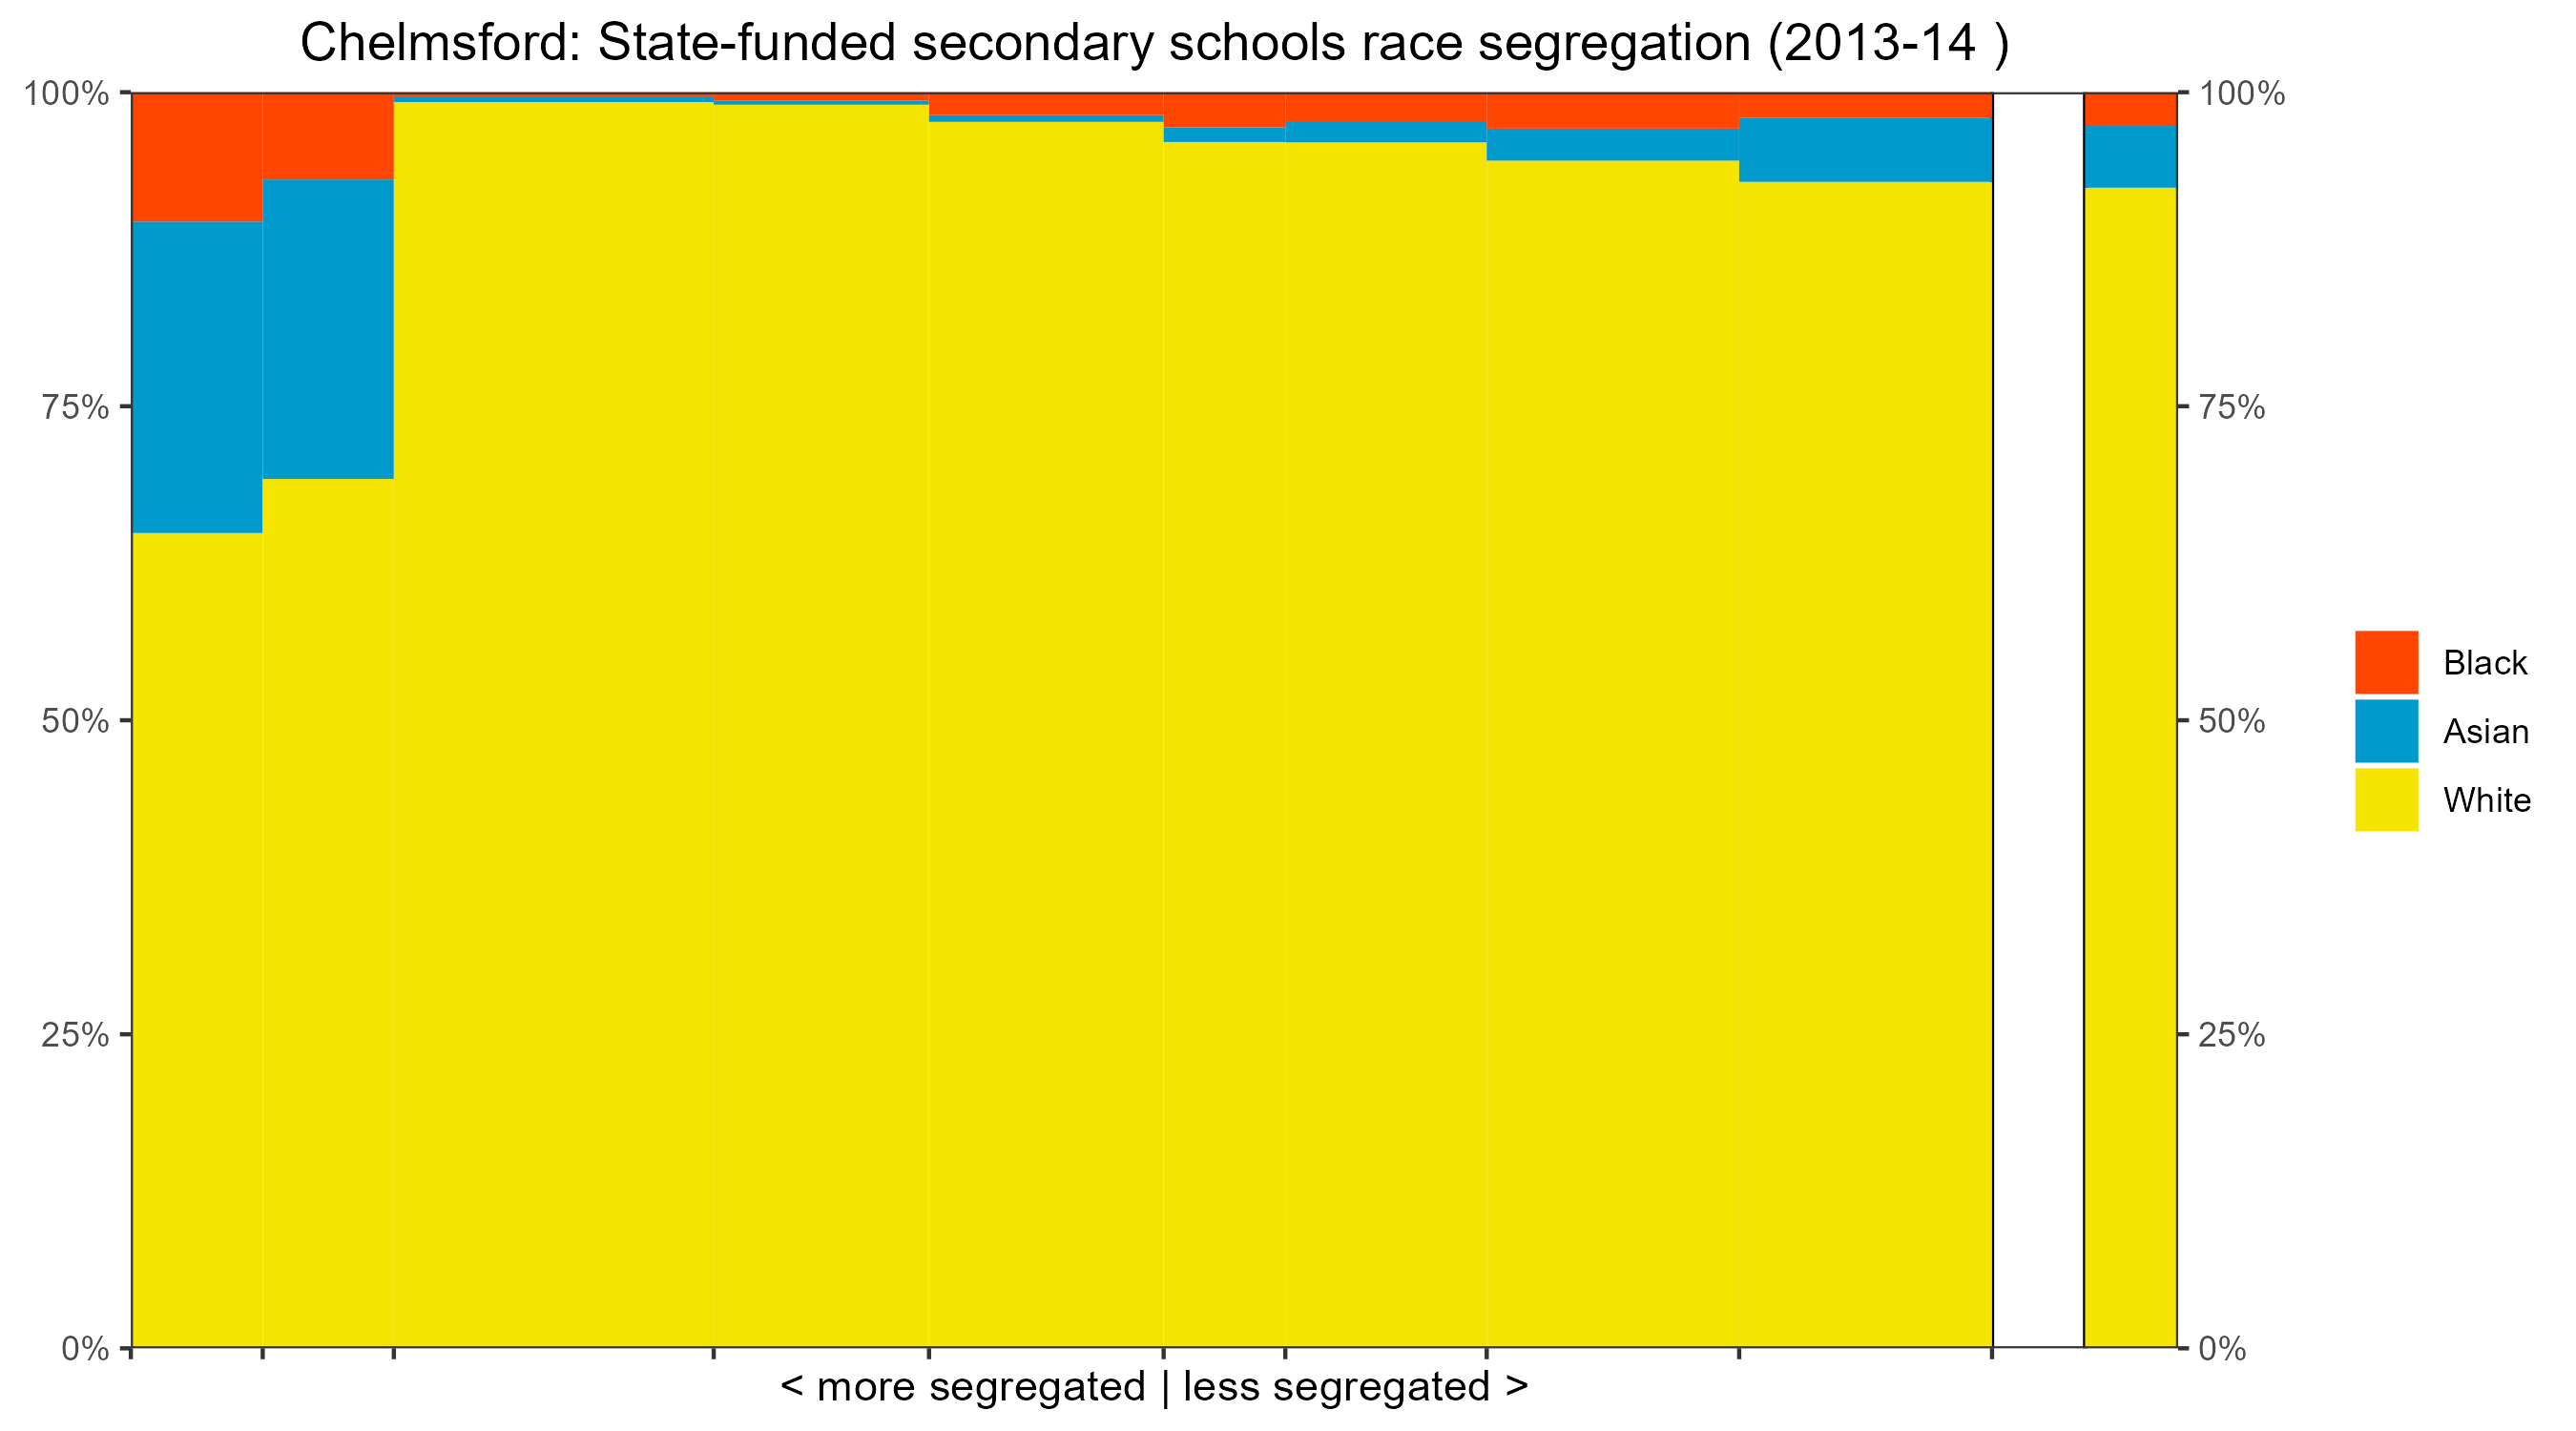 Chelmsford: State-funded secondary schools race segregation (2013-14 )
100%
75%
50%
25%
0%
100%
75%
50%
25%
0%
< more segregated | less segregated >
Black
Asian
White